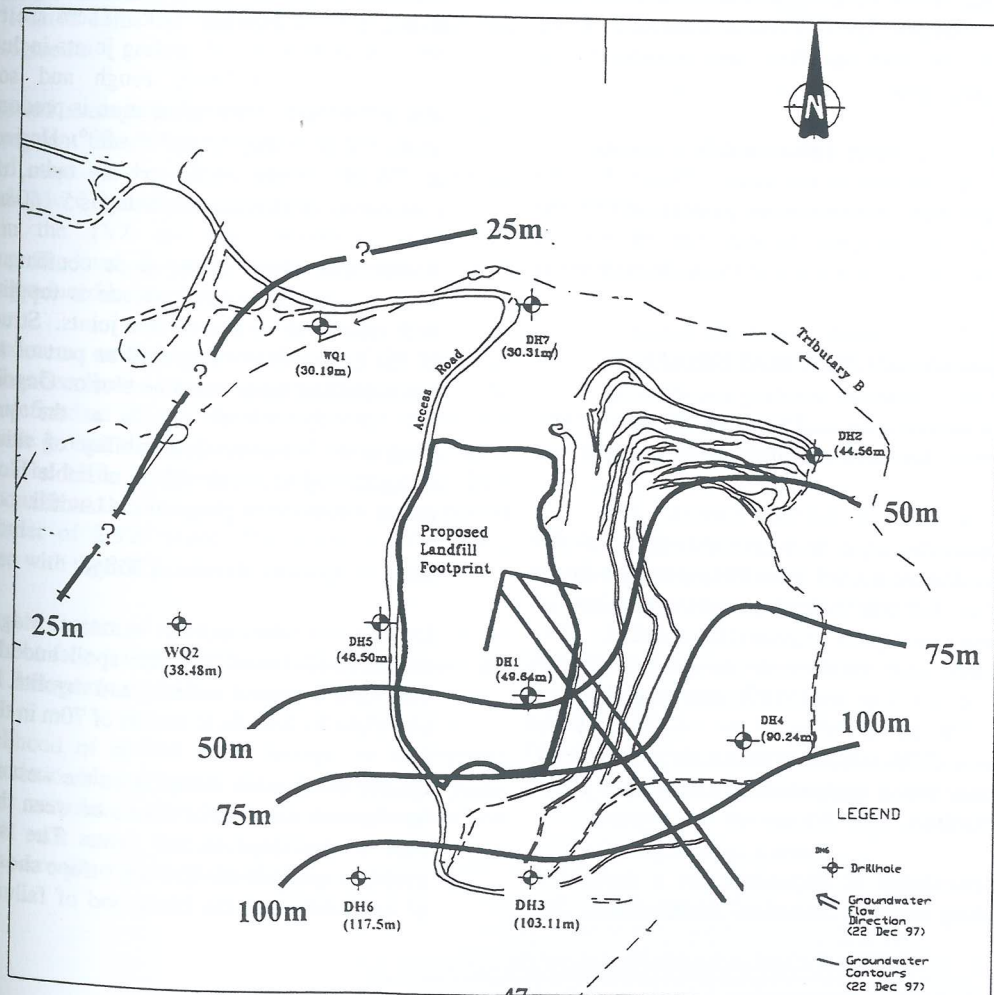 N
25m
?
?
?
25m
WQ1
(30.19m)
DH7
(30.31m)
Access Road
Tributary B
DH2
(44.56m)
50m
Proposed
Landfill
Footprint
WQ2
(38.48m)
DH5
(46.50m)
DH1
(49.64m)
75m
50m
DH4
(90.24m)
100m
75m
LEGEND
Drillhole
Groundwater
Flow
Direction
(22 Dec 97)
Groundwater
Contours
(22 Dec 97)
100m
DH6
(117.5m)
DH3
(103.11m)